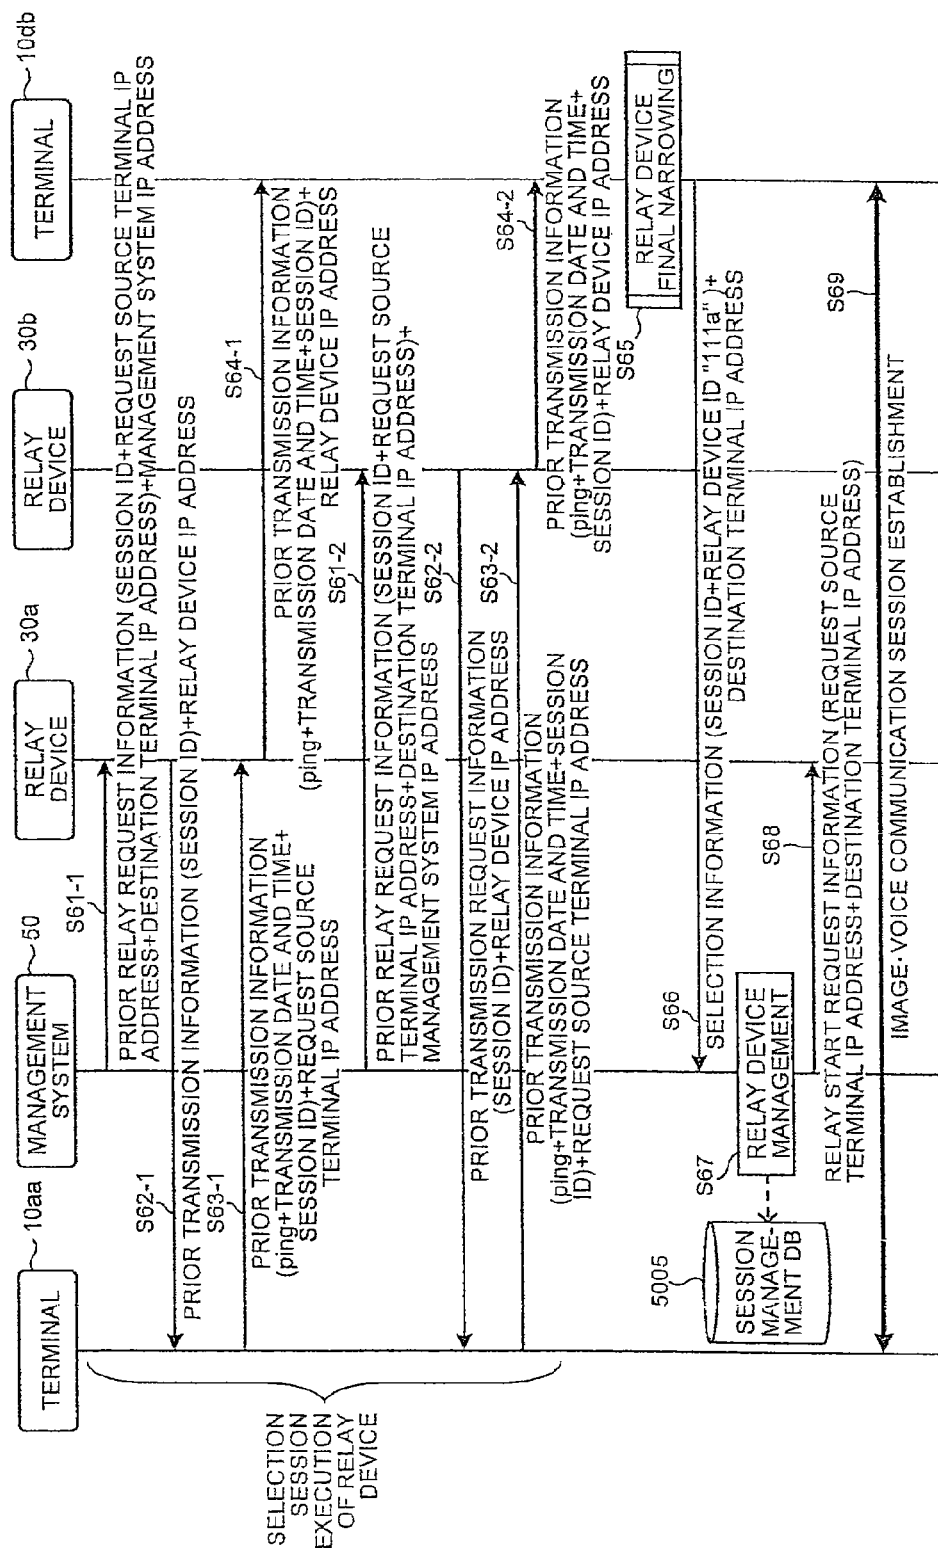 10aa
TERMINAL
50
MANAGEMENT
SYSTEM
30a
RELAY
DEVICE
30b
RELAY
DEVICE
10db
TERMINAL
SELECTION
SESSION
EXECUTION
OF RELAY
DEVICE
S61-1
PRIOR RELAY REQUEST INFORMATION (SESSION ID+REQUEST SOURCE TERMINAL IP
ADDRESS+DESTINATION TERMINAL IP ADDRESS)+MANAGEMENT SYSTEM IP ADDRESS
S62-1
PRIOR TRANSMISSION INFORMATION (SESSION ID)+RELAY DEVICE IP ADDRESS
S63-1
PRIOR TRANSMISSION INFORMATION
(ping+TRANSMISSION DATE AND TIME+
SESSION ID)+REQUEST SOURCE
TERMINAL IP ADDRESS
S64-1
PRIOR TRANSMISSION INFORMATION
(ping+TRANSMISSION DATE AND TIME+SESSION ID)+
RELAY DEVICE IP ADDRESS
S61-2
PRIOR RELAY REQUEST INFORMATION (SESSION ID+REQUEST SOURCE
TERMINAL IP ADDRESS+DESTINATION TERMINAL IP ADDRESS)+
MANAGEMENT SYSTEM IP ADDRESS
S62-2
PRIOR TRANSMISSION REQUEST INFORMATION
(SESSION ID)+RELAY DEVICE IP ADDRESS
S63-2
PRIOR TRANSMISSION INFORMATION
(ping+TRANSMISSION DATE AND TIME+SESSION
ID)+REQUEST SOURCE TERMINAL IP ADDRESS
S64-2
PRIOR TRANSMISSION INFORMATION
(ping+TRANSMISSION DATE AND TIME+
SESSION ID)+RELAY DEVICE IP ADDRESS
S65
RELAY DEVICE
FINAL NARROWING
S66
SELECTION INFORMATION (SESSION ID+RELAY DEVICE ID "111a")+
DESTINATION TERMINAL IP ADDRESS
S67
RELAY DEVICE
MANAGEMENT
5005
SESSION
MANAGE-
MENT DB
S68
RELAY START REQUEST INFORMATION (REQUEST SOURCE
TERMINAL IP ADDRESS+DESTINATION TERMINAL IP ADDRESS)
S69
IMAGE·VOICE COMMUNICATION SESSION ESTABLISHMENT